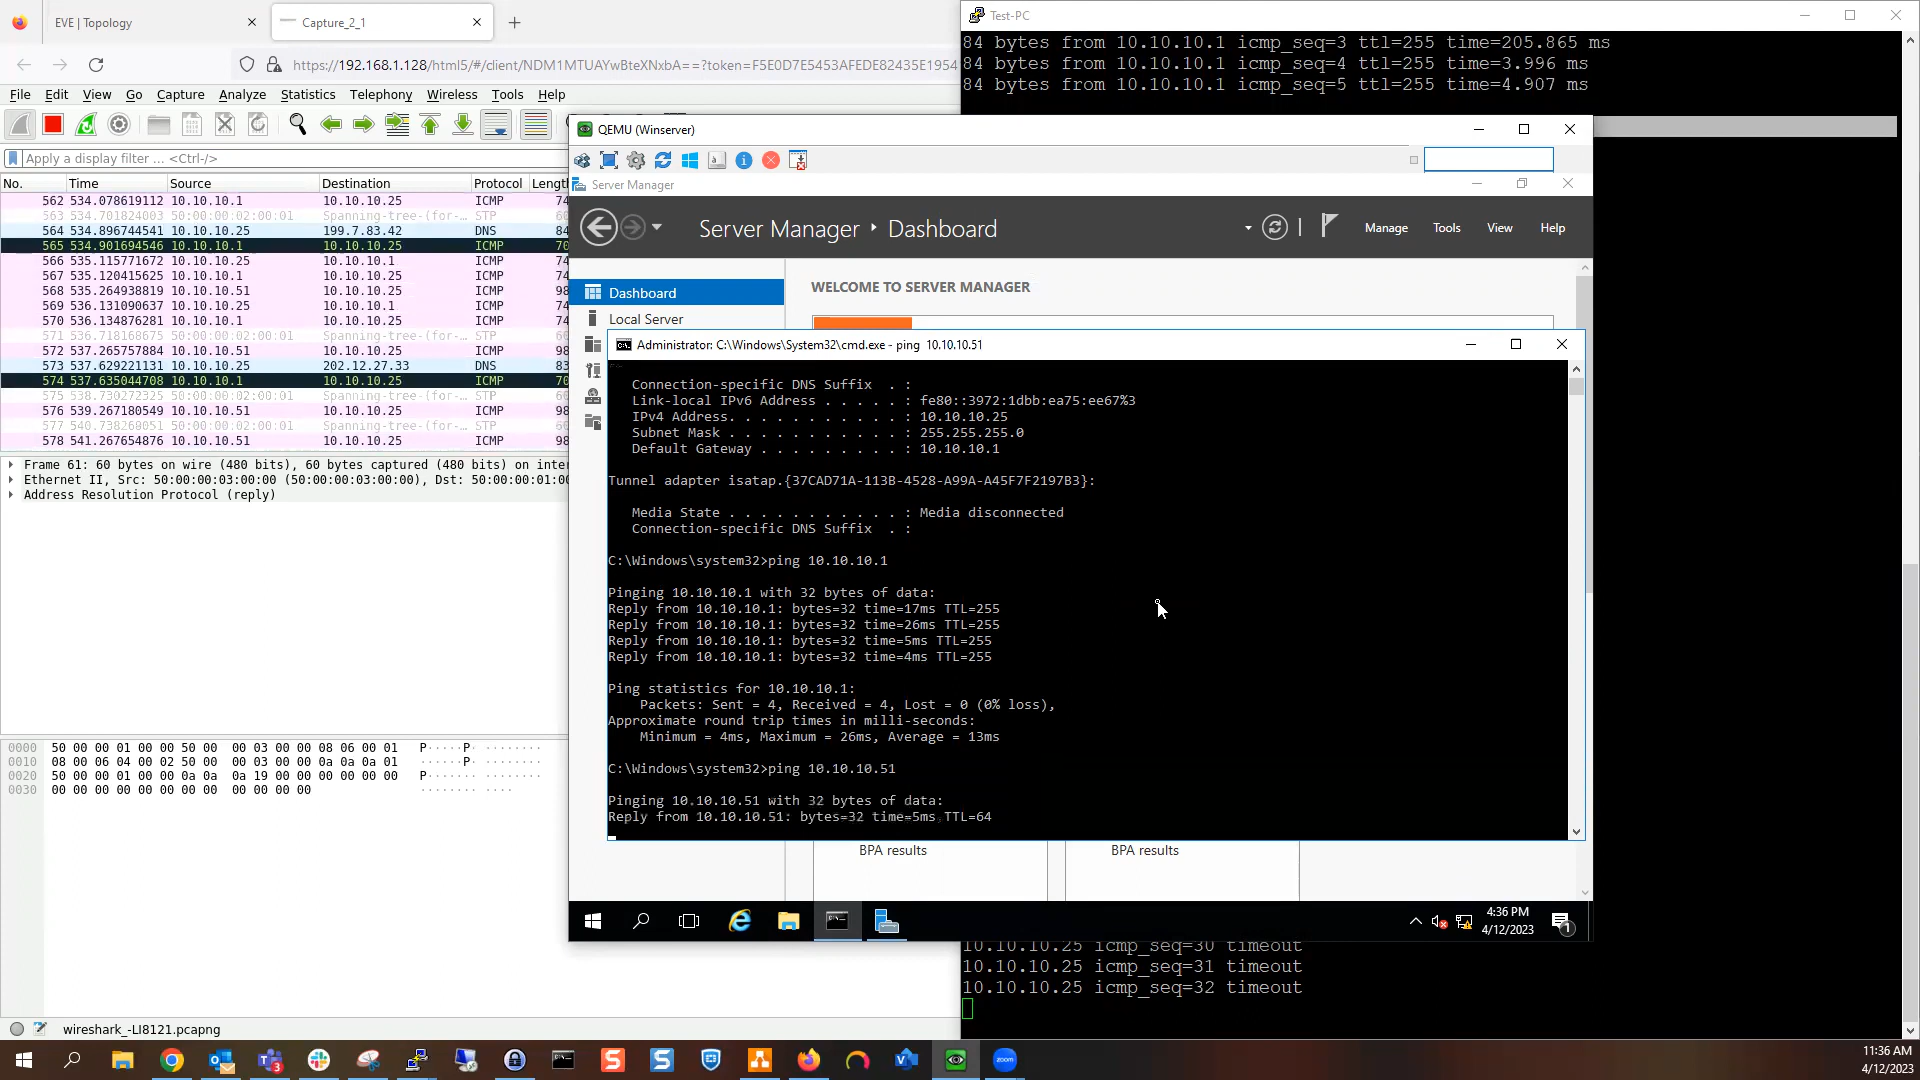 EVE | Topology
Capture_2_1
https://192.168.1.128/html5/#/client/NDM1MTUAYwBteXNxbA==?token=F5E0D7E5453AFEDE82435E1954
File Edit View Go Capture Analyze Statistics Telephony Wireless Tools Help
Apply a display filter ... <Ctrl-/>
No. Time Source Destination Protocol Length
562 534.078619112 10.10.10.1 10.10.10.25 ICMP 74
563 534.701824003 50:00:00:02:00:01 Spanning-tree-(for-… STP 60
564 534.896744541 10.10.10.25 199.7.83.42 DNS 84
565 534.901694546 10.10.10.1 10.10.10.25 ICMP 70
566 535.115771672 10.10.10.25 10.10.10.1 ICMP 74
567 535.120415625 10.10.10.1 10.10.10.25 ICMP 74
568 535.264938819 10.10.10.51 10.10.10.25 ICMP 98
569 536.131090637 10.10.10.25 10.10.10.1 ICMP 74
570 536.134876281 10.10.10.1 10.10.10.25 ICMP 74
571 536.718168675 50:00:00:02:00:01 Spanning-tree-(for-… STP 60
572 537.265757884 10.10.10.51 10.10.10.25 ICMP 98
573 537.629221131 10.10.10.25 202.12.27.33 DNS 83
574 537.635044708 10.10.10.1 10.10.10.25 ICMP 70
575 538.730272325 50:00:00:02:00:01 Spanning-tree-(for-… STP 60
576 539.267180549 10.10.10.51 10.10.10.25 ICMP 98
577 540.738268051 50:00:00:02:00:01 Spanning-tree-(for-… STP 60
578 541.267654876 10.10.10.51 10.10.10.25 ICMP 98
Frame 61: 60 bytes on wire (480 bits), 60 bytes captured (480 bits) on inter
Ethernet II, Src: 50:00:00:03:00:00 (50:00:00:03:00:00), Dst: 50:00:00:01:00
Address Resolution Protocol (reply)
0000 50 00 00 01 00 00 50 00 00 03 00 00 08 06 00 01 P·····P· ········
0010 08 00 06 04 00 02 50 00 00 03 00 00 0a 0a 0a 01 ······P· ········
0020 50 00 00 01 00 00 0a 0a 0a 19 00 00 00 00 00 00 P······· ········
0030 00 00 00 00 00 00 00 00 00 00 00 00 ········ ····
wireshark_-LI8121.pcapng
Test-PC
84 bytes from 10.10.10.1 icmp_seq=3 ttl=255 time=205.865 ms
84 bytes from 10.10.10.1 icmp_seq=4 ttl=255 time=3.996 ms
84 bytes from 10.10.10.1 icmp_seq=5 ttl=255 time=4.907 ms
QEMU (Winserver)
Server Manager
Server Manager Dashboard
Manage Tools View Help
Dashboard
Local Server
WELCOME TO SERVER MANAGER
Administrator: C:\Windows\System32\cmd.exe - ping 10.10.10.51
Connection-specific DNS Suffix . :
Link-local IPv6 Address . . . . . : fe80::3972:1dbb:ea75:ee67%3
IPv4 Address. . . . . . . . . . . : 10.10.10.25
Subnet Mask . . . . . . . . . . . : 255.255.255.0
Default Gateway . . . . . . . . . : 10.10.10.1
Tunnel adapter isatap.{37CAD71A-113B-4528-A99A-A45F7F2197B3}:
Media State . . . . . . . . . . . : Media disconnected
Connection-specific DNS Suffix . :
C:\Windows\system32>ping 10.10.10.1
Pinging 10.10.10.1 with 32 bytes of data:
Reply from 10.10.10.1: bytes=32 time=17ms TTL=255
Reply from 10.10.10.1: bytes=32 time=26ms TTL=255
Reply from 10.10.10.1: bytes=32 time=5ms TTL=255
Reply from 10.10.10.1: bytes=32 time=4ms TTL=255
Ping statistics for 10.10.10.1:
Packets: Sent = 4, Received = 4, Lost = 0 (0% loss),
Approximate round trip times in milli-seconds:
Minimum = 4ms, Maximum = 26ms, Average = 13ms
C:\Windows\system32>ping 10.10.10.51
Pinging 10.10.10.51 with 32 bytes of data:
Reply from 10.10.10.51: bytes=32 time=5ms TTL=64
BPA results
BPA results
4:36 PM
4/12/2023
1
10.10.10.25 icmp_seq=30 timeout
10.10.10.25 icmp_seq=31 timeout
10.10.10.25 icmp_seq=32 timeout
zoom
11:36 AM
4/12/2023